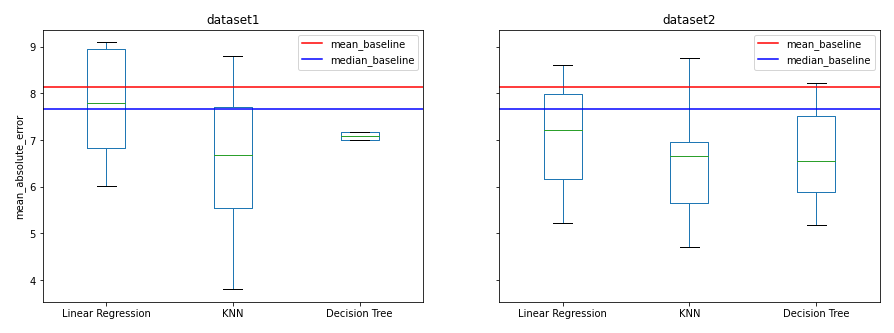 dataset1
dataset2
mean_absolute_error
9
8
7
6
5
4
mean_baseline
median_baseline
mean_baseline
median_baseline
Linear Regression
KNN
Decision Tree
Linear Regression
KNN
Decision Tree